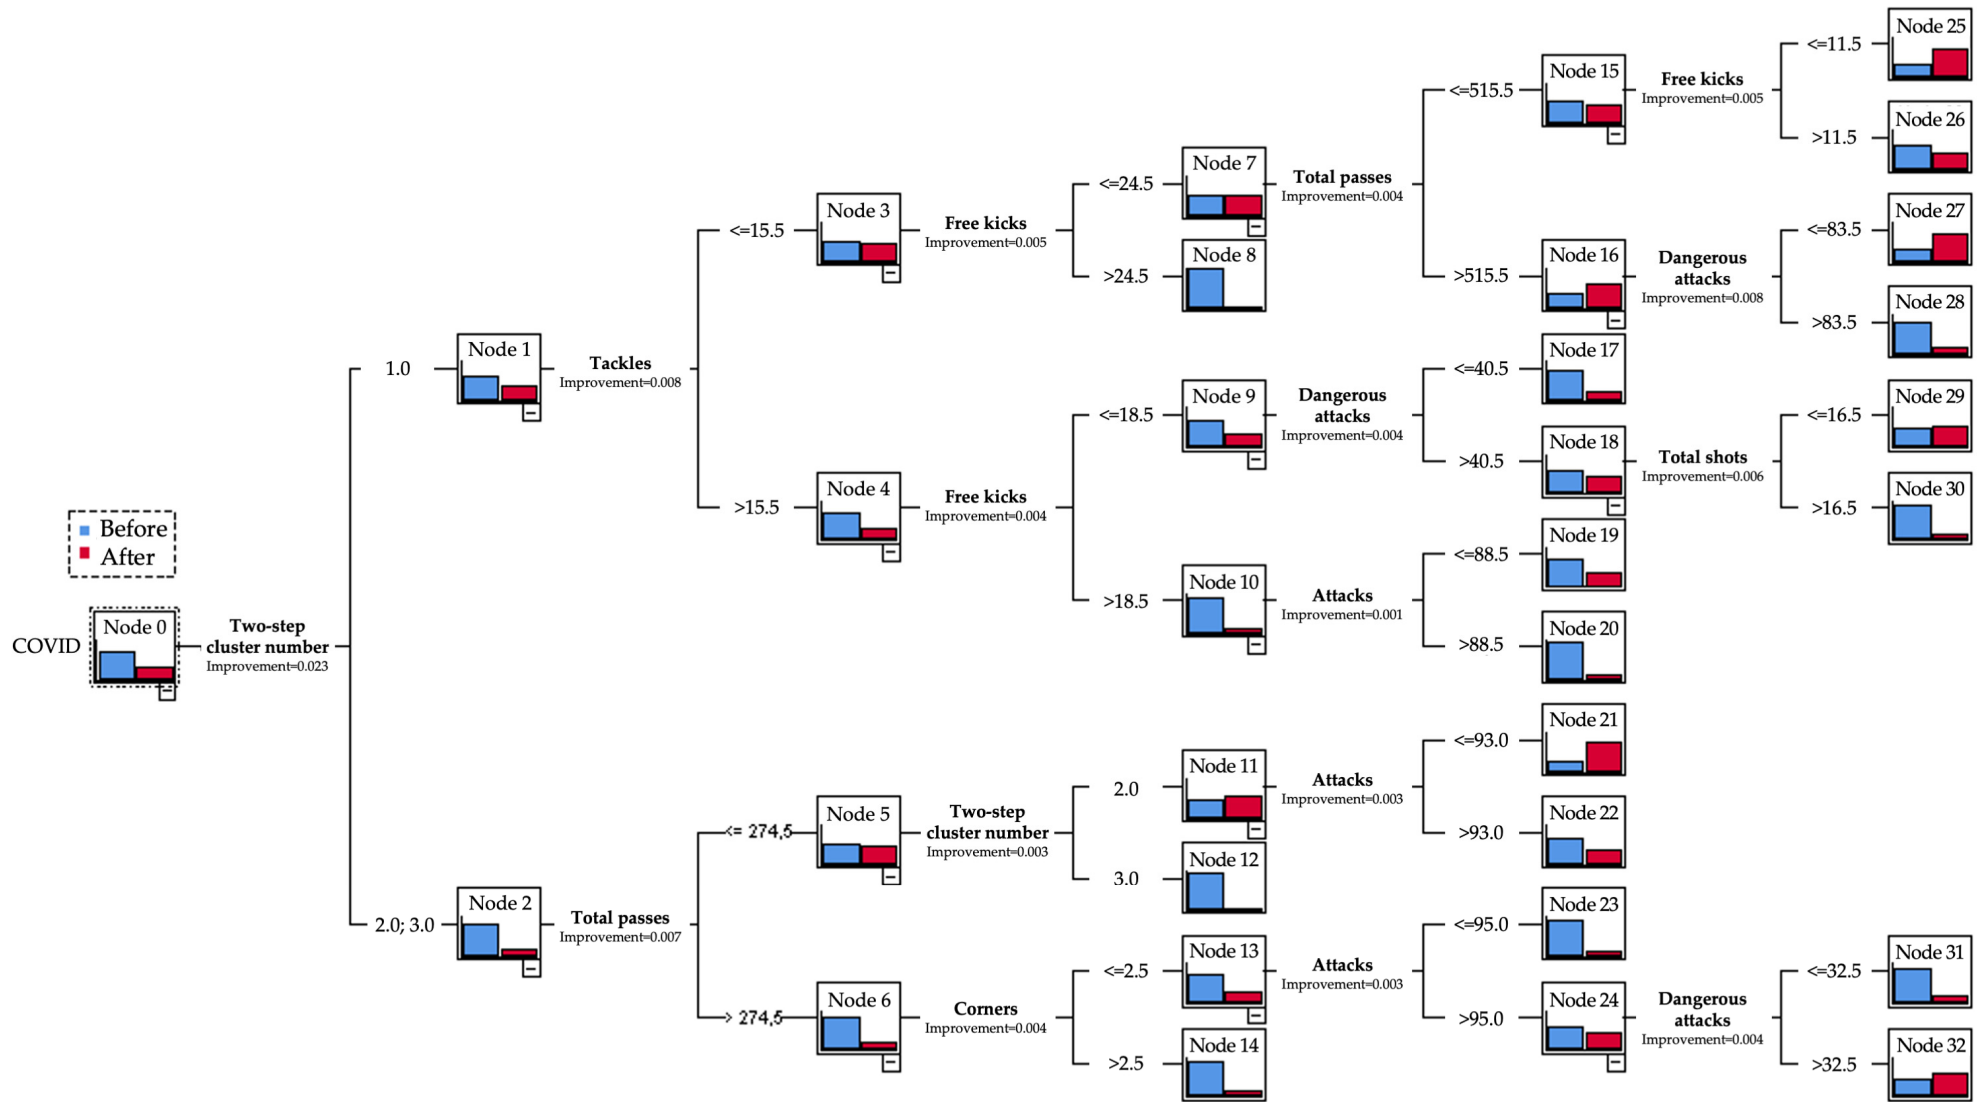 Before
After
COVID
Node 0
Two-step
cluster number
Improvement=0.023
1.0
Node 1
Tackles
Improvement=0.008
<=15.5
Node 3
Free kicks
Improvement=0.005
<=24.5
Node 7
Total passes
Improvement=0.004
<=515.5
Node 15
Free kicks
Improvement=0.005
<=11.5
Node 25
>11.5
Node 26
>515.5
Node 16
Dangerous
attacks
Improvement=0.008
<=83.5
Node 27
>83.5
Node 28
>24.5
Node 8
>15.5
Node 4
Free kicks
Improvement=0.004
<=18.5
Node 9
Dangerous
attacks
Improvement=0.004
<=40.5
Node 17
>40.5
Node 18
Total shots
Improvement=0.006
<=16.5
Node 29
>16.5
Node 30
>18.5
Node 10
Attacks
Improvement=0.001
<=88.5
Node 19
>88.5
Node 20
2.0; 3.0
Node 2
Total passes
Improvement=0.007
<= 274,5
Node 5
Two-step
cluster number
Improvement=0.003
2.0
Node 11
Attacks
Improvement=0.003
<=93.0
Node 21
>93.0
Node 22
3.0
Node 12
> 274,5
Node 6
Corners
Improvement=0.004
<=2.5
Node 13
Attacks
Improvement=0.003
<=95.0
Node 23
>95.0
Node 24
Dangerous
attacks
Improvement=0.004
<=32.5
Node 31
>32.5
Node 32
>2.5
Node 14